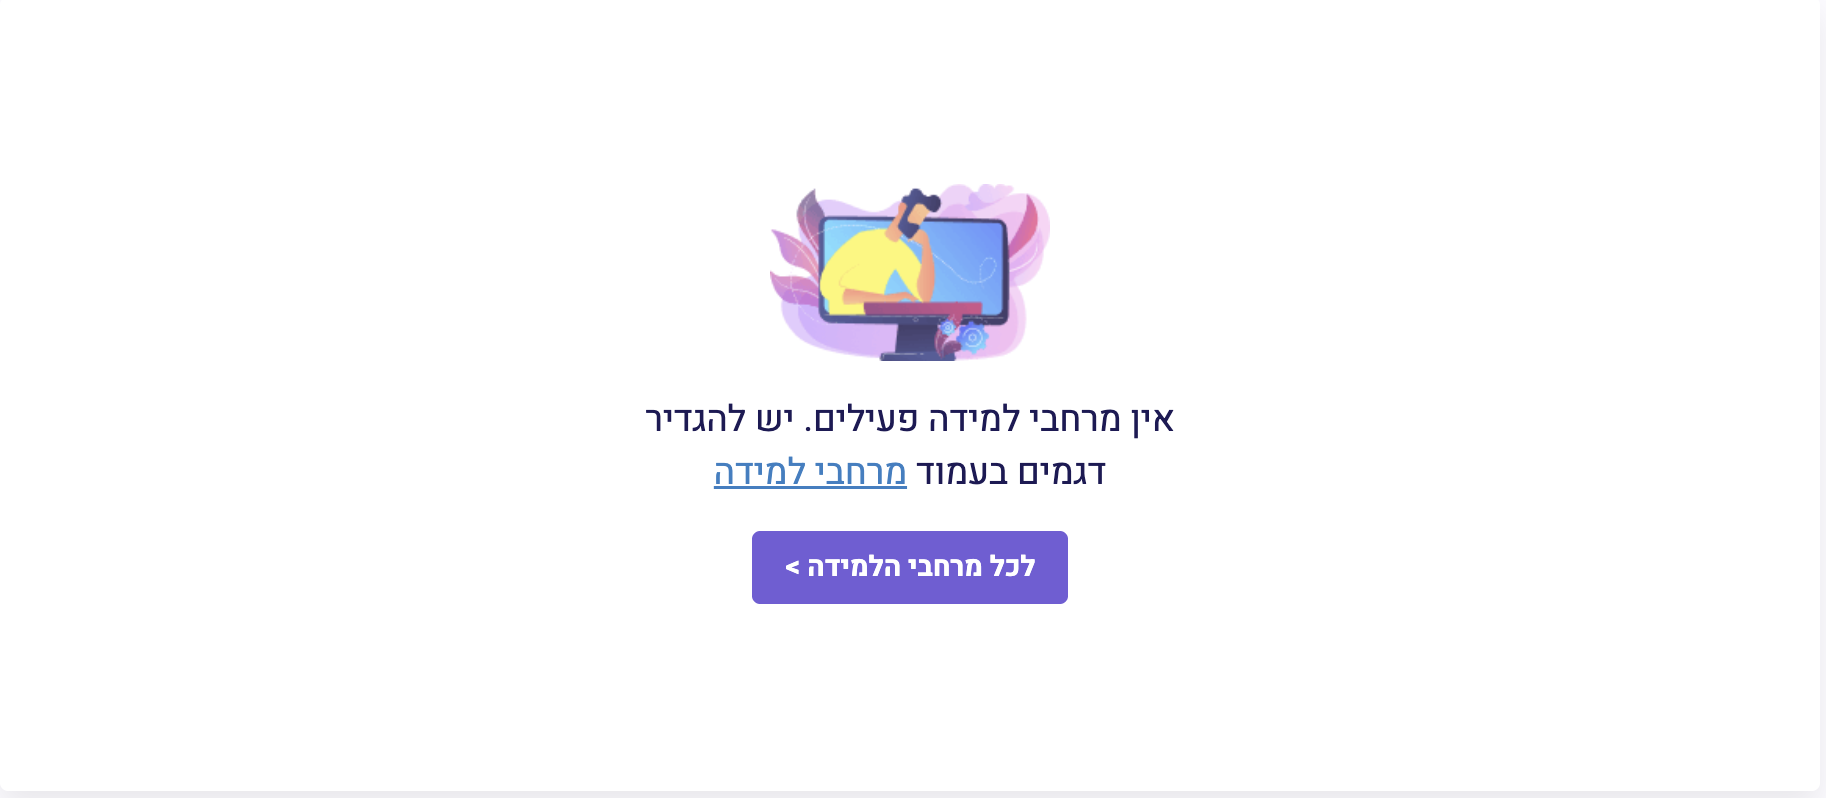 אין מרחבי למידה פעילים. יש להגדיר
דגמים בעמוד מרחבי למידה
לכל מרחבי הלמידה >